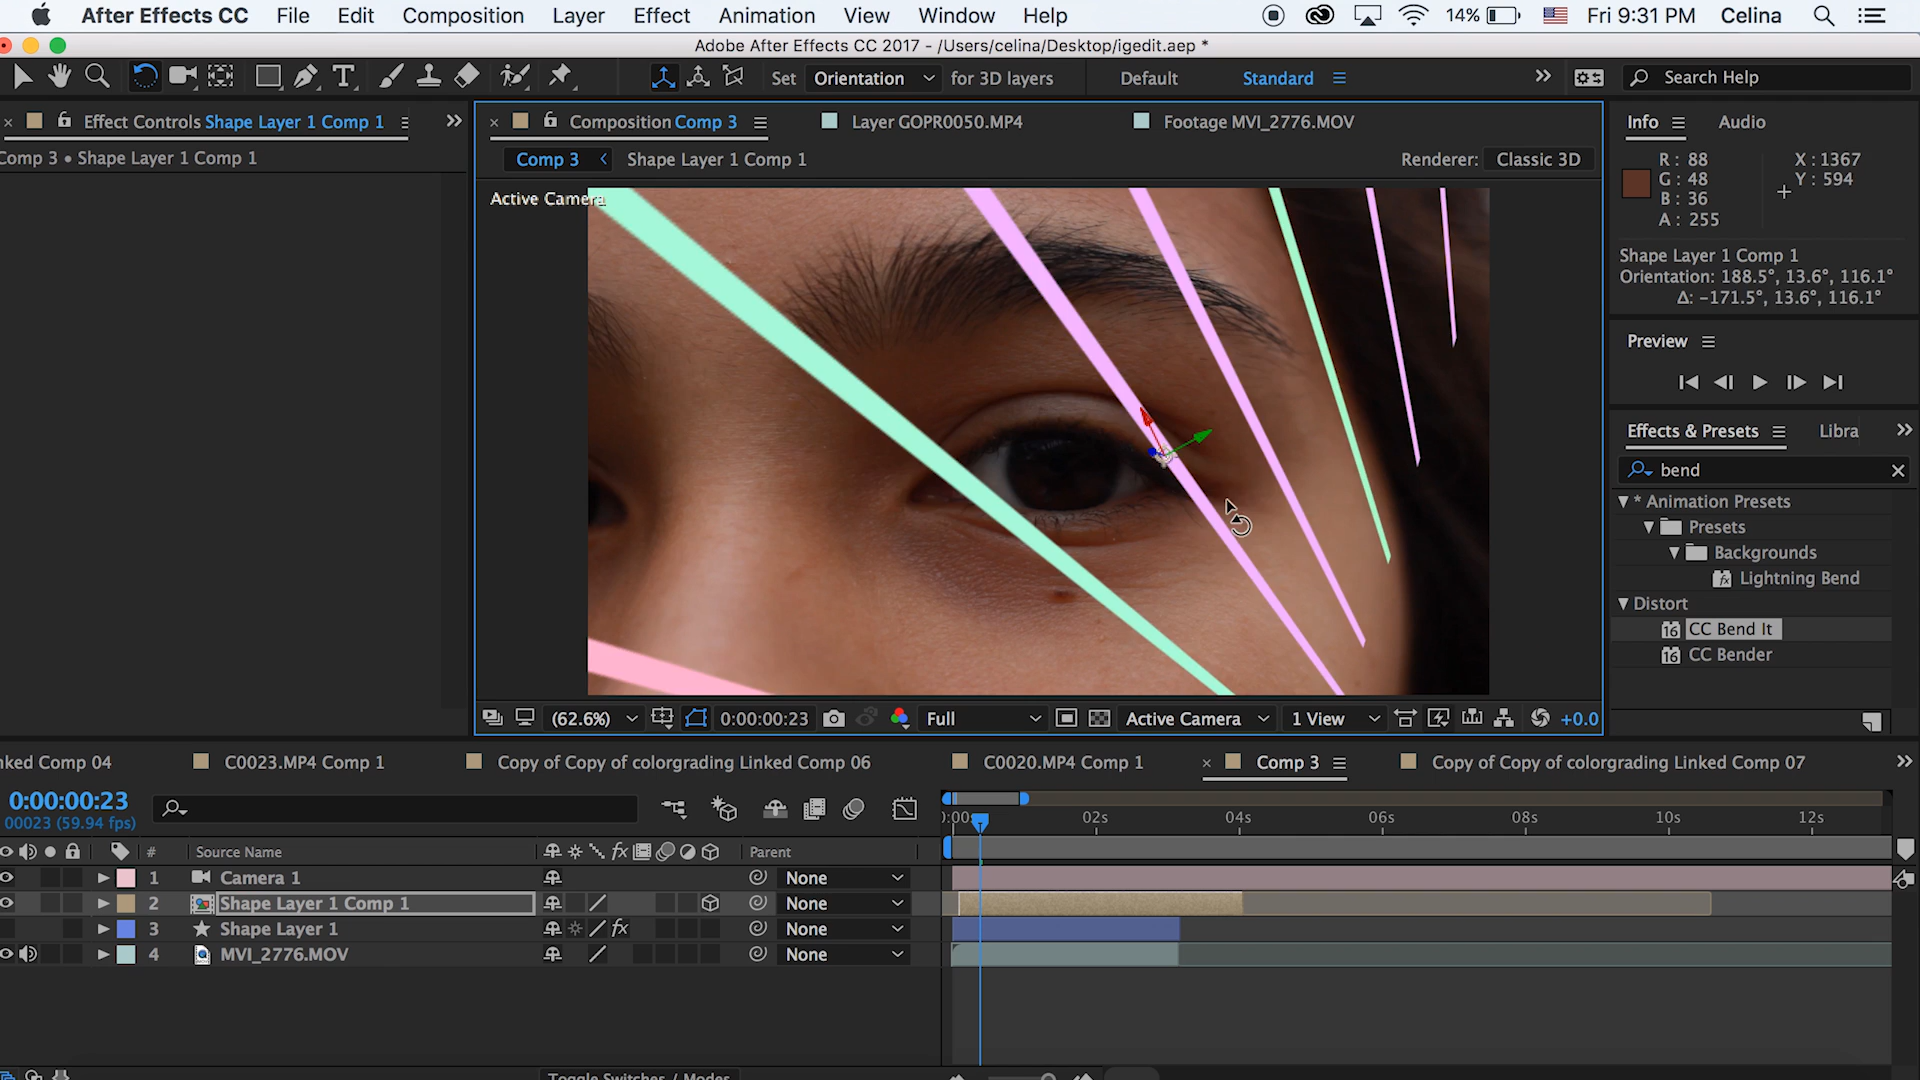 After Effects CC File Edit Composition Layer Effect Animation View Window Help 14% Fri 9:31 PM Celina
Adobe After Effects CC 2017 - /Users/celina/Desktop/igedit.aep *
T Set Orientation for 3D layers Default Standard Search Help
Effect Controls Shape Layer 1 Comp 1
Comp 3 • Shape Layer 1 Comp 1
Composition Comp 3 Layer GOPR0050.MP4 Footage MVI_2776.MOV
Comp 3 Shape Layer 1 Comp 1 Renderer: Classic 3D
Active Camera
Info Audio
R : 88 X : 1367
G : 48 Y : 594
B : 36
A : 255
Shape Layer 1 Comp 1
Orientation: 188.5°, 13.6°, 116.1°
Δ: −171.5°, 13.6°, 116.1°
Preview
Effects & Presets Libra
bend
* Animation Presets
Presets
Backgrounds
Lightning Bend
Distort
16 CC Bend It
16 CC Bender
(62.6%) 0:00:00:23 Full Active Camera 1 View +0.0
nked Comp 04 C0023.MP4 Comp 1 Copy of Copy of colorgrading Linked Comp 06 C0020.MP4 Comp 1 Comp 3 Copy of Copy of colorgrading Linked Comp 07
0:00:00:23
00023 (59.94 fps)
):00s 02s 04s 06s 08s 10s 12s
# Source Name fx Parent
1 Camera 1 None
2 Shape Layer 1 Comp 1 None
3 Shape Layer 1 fx None
4 MVI_2776.MOV None
Toggle Switches / Modes